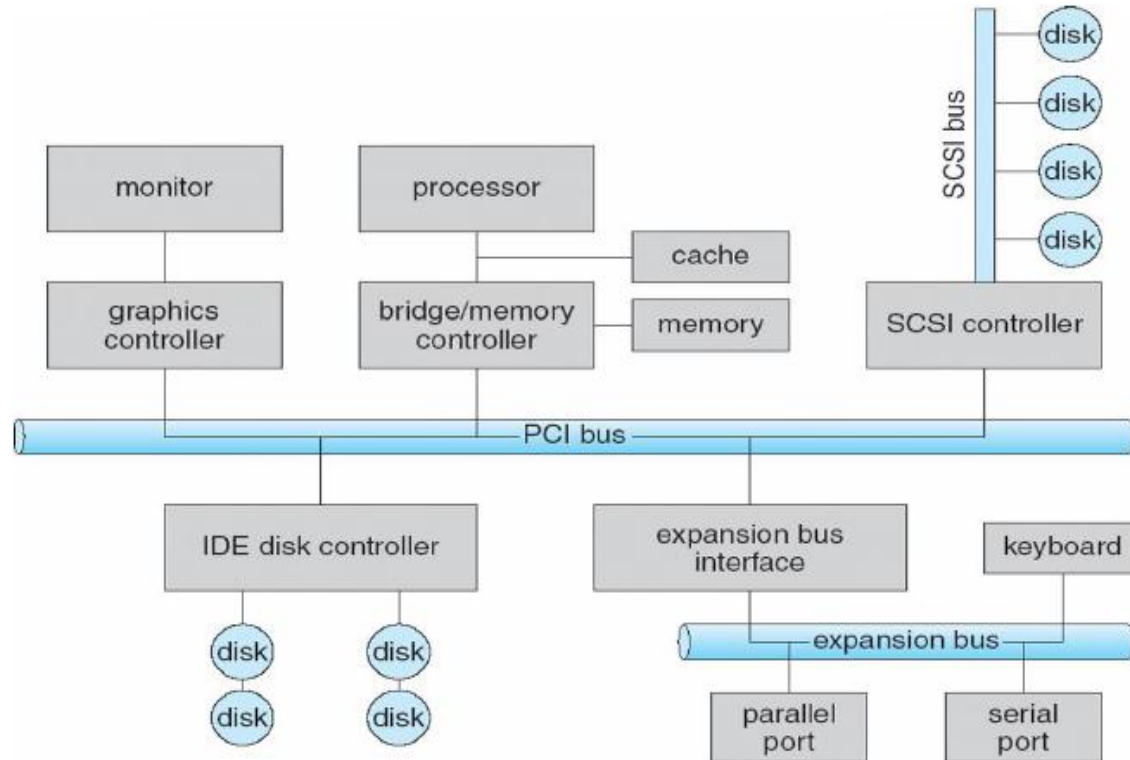 disk
disk
SCSI bus
disk
disk
monitor
processor
cache
graphics
controller
bridge/memory
controller
memory
SCSI controller
PCI bus
IDE disk controller
expansion bus
interface
keyboard
disk
disk
expansion bus
disk
disk
parallel
port
serial
port